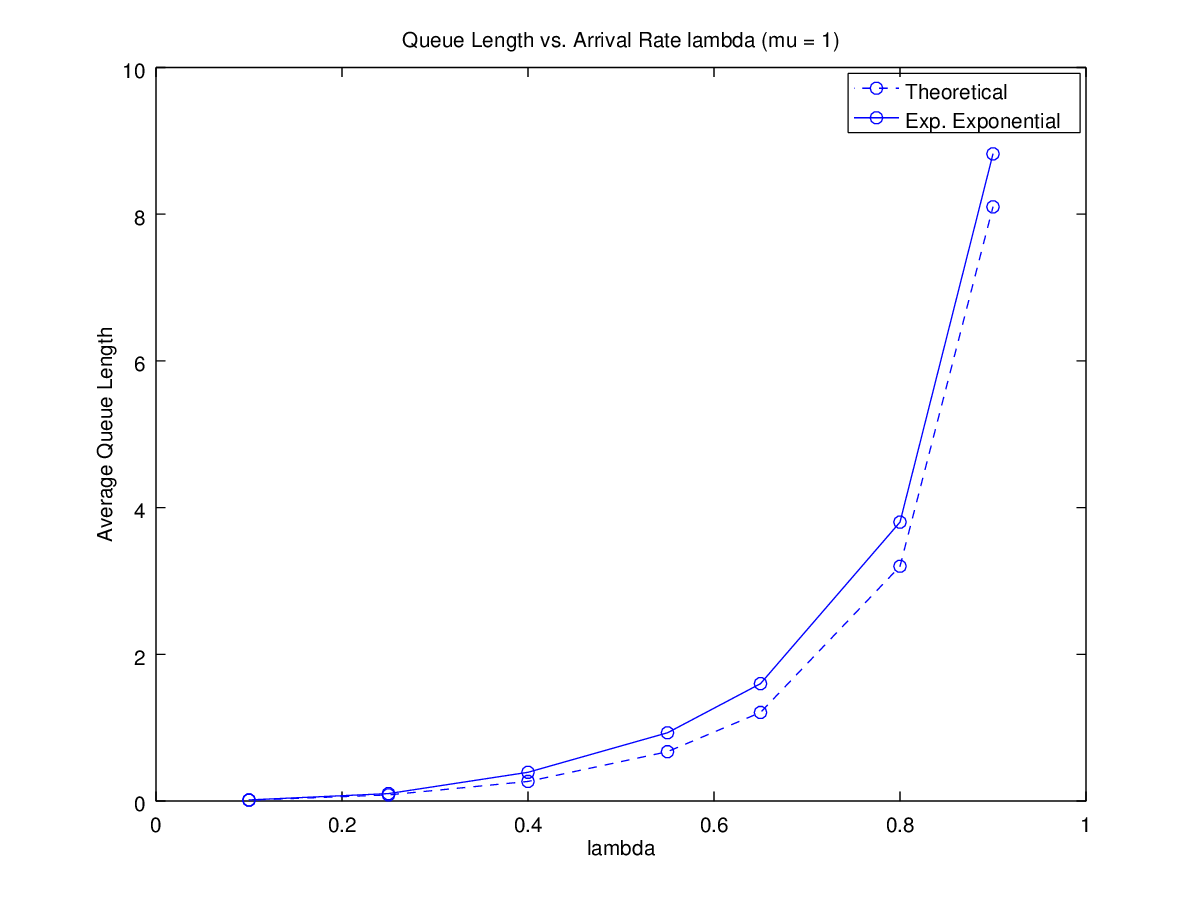 Queue Length vs. Arrival Rate lambda (mu = 1)
10
8
6
4
2
0
Average Queue Length
Theoretical
Exp. Exponential
0 0.2 0.4 0.6 0.8 1
lambda